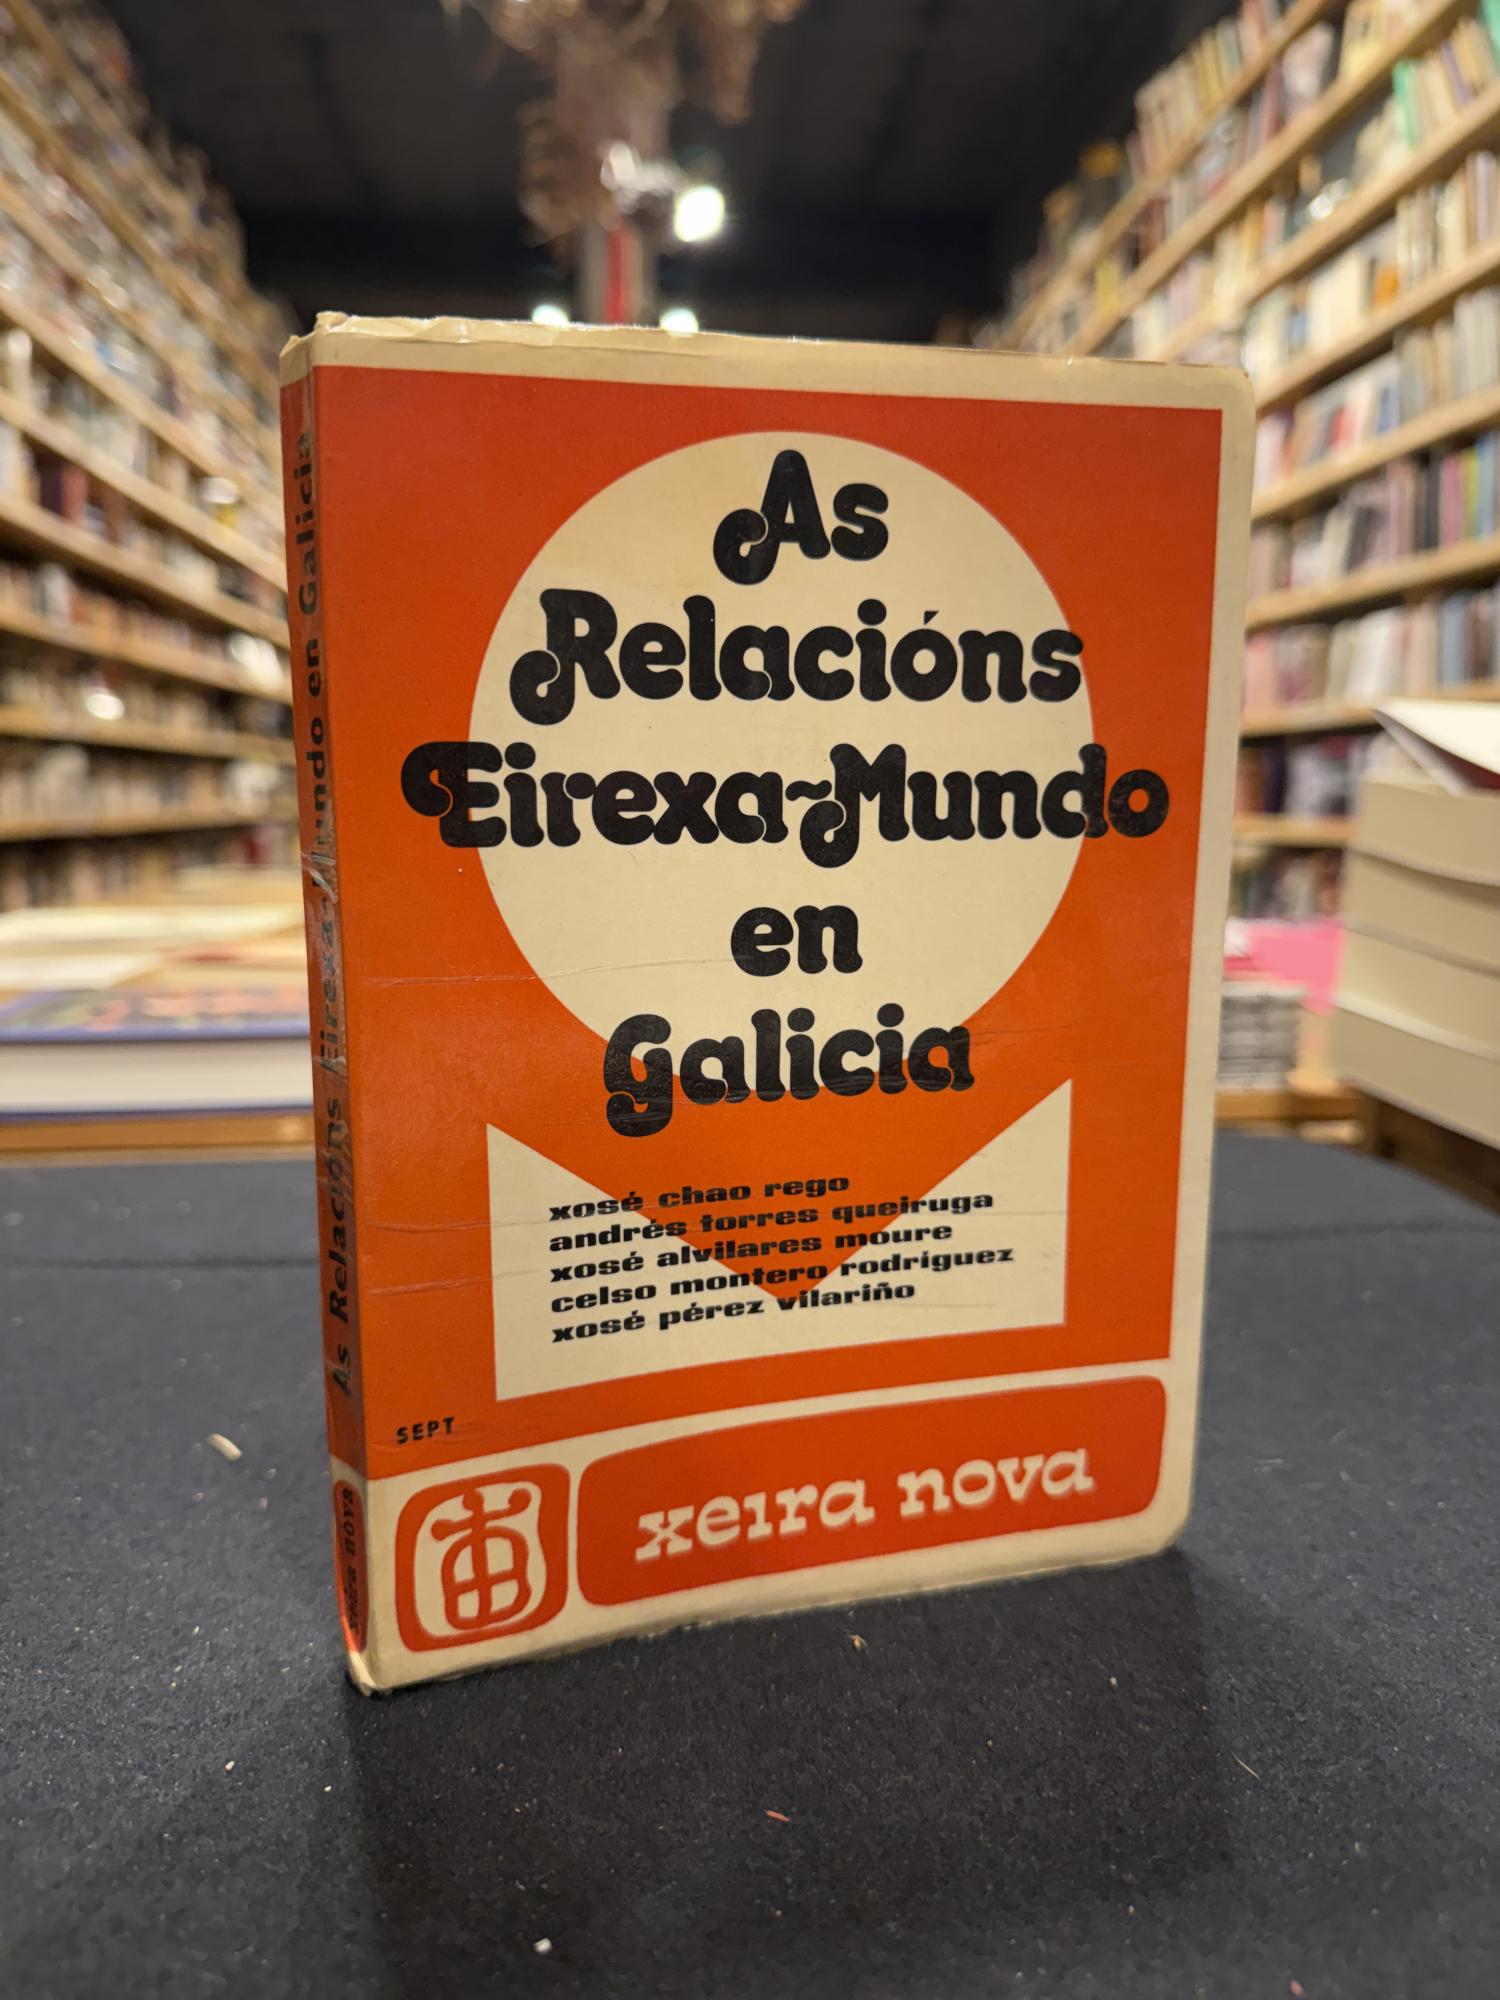 As
Relacións
Eirexa-Mundo
en
Galicia
xosé chao rego
andrés torres queiruga
xosé alvilares moure
celso montero rodríguez
xosé pérez vilariño
SEPT
xeira nova
As Relacións Eirexa-Mundo en Galicia
xeira nova